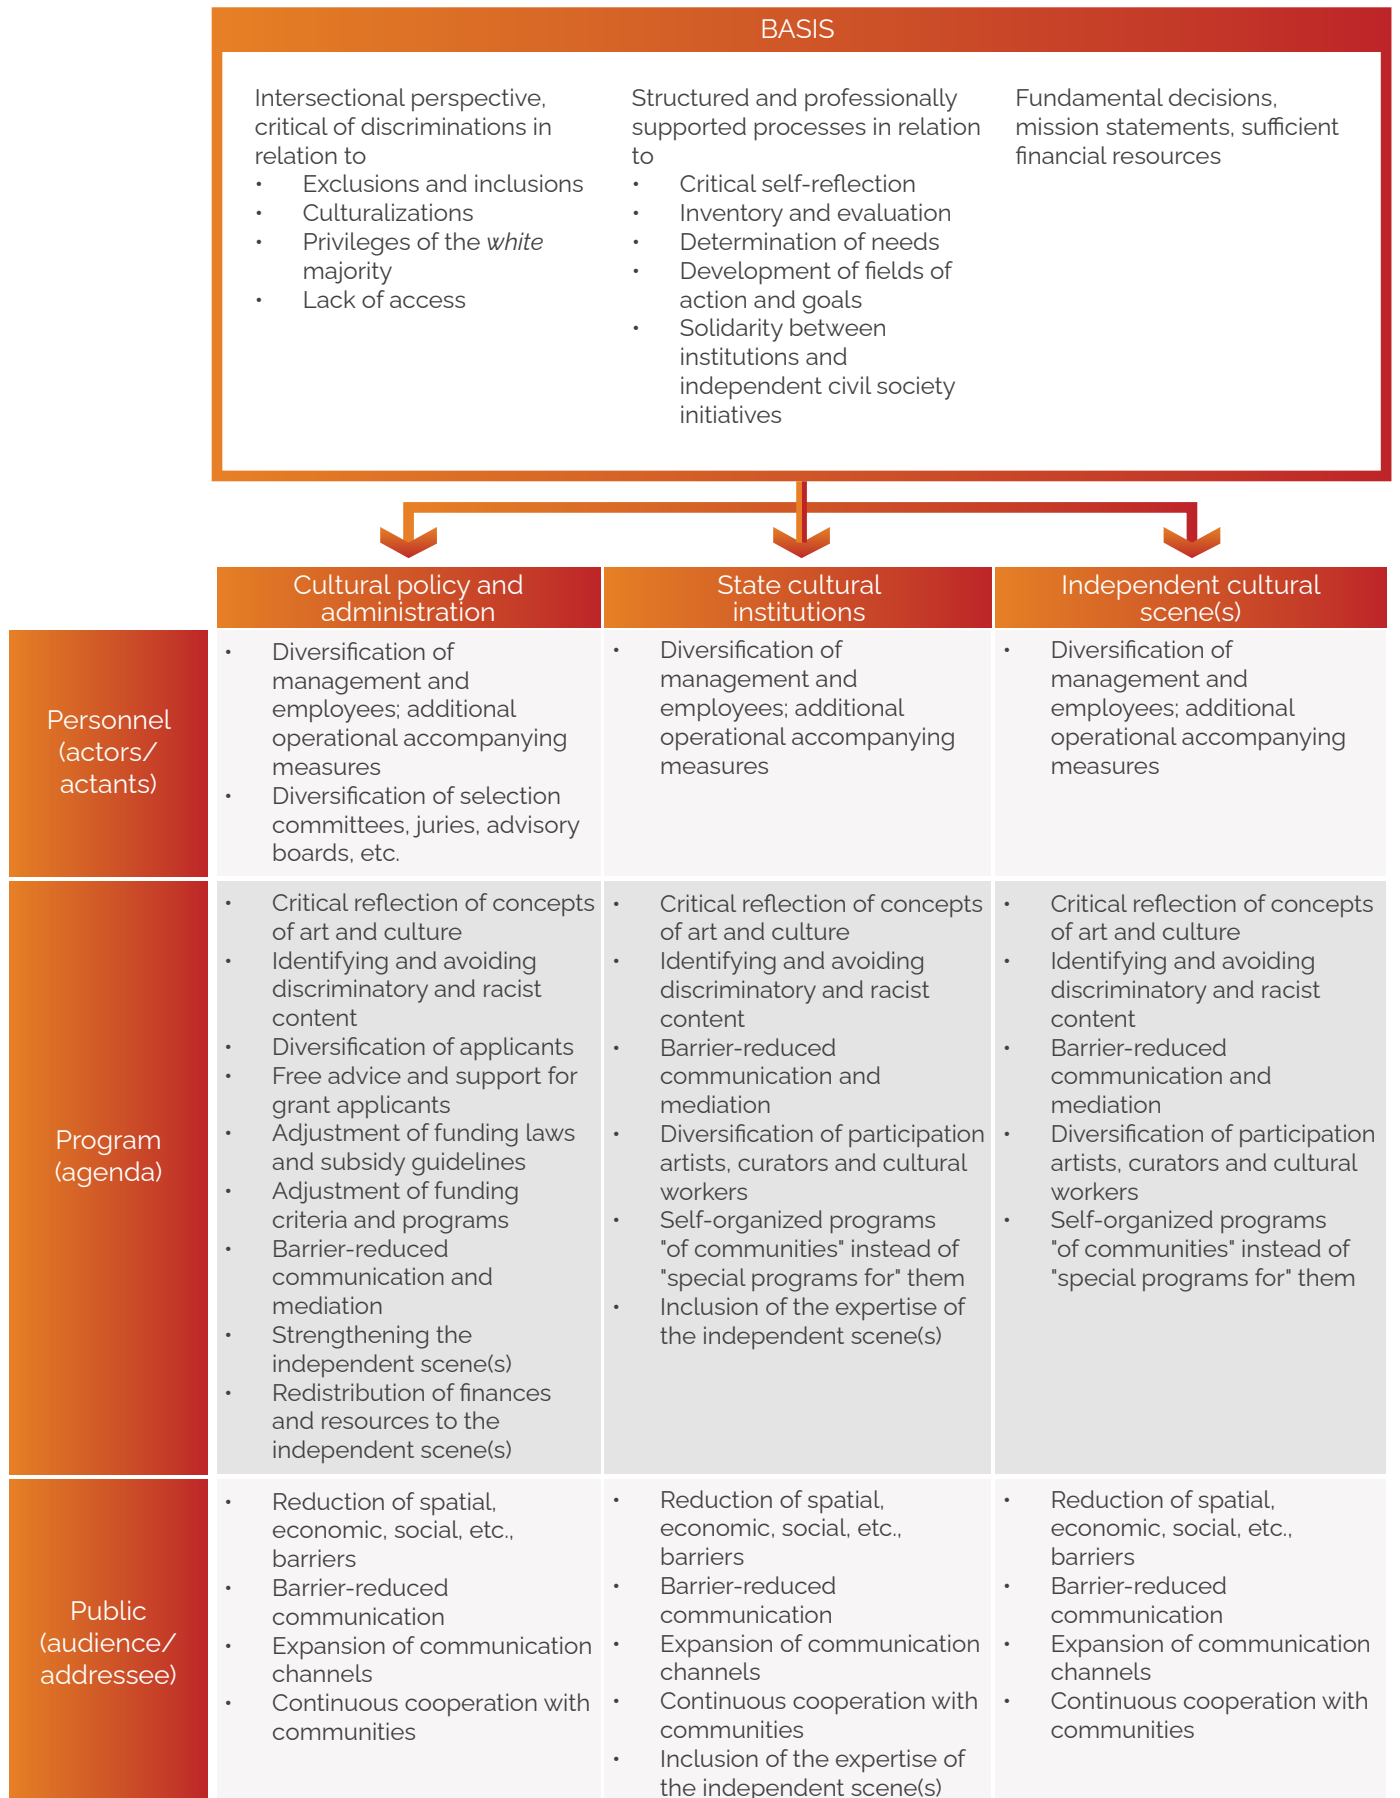 BASIS
Intersectional perspective,
critical of discriminations in
relation to
• Exclusions and inclusions
• Culturalizations
• Privileges of the white
majority
• Lack of access
Structured and professionally
supported processes in relation
to
• Critical self-reflection
• Inventory and evaluation
• Determination of needs
• Development of fields of
action and goals
• Solidarity between
institutions and
independent civil society
initiatives
Fundamental decisions,
mission statements, sufficient
financial resources
Cultural policy and
administration
State cultural
institutions
Independent cultural
scene(s)
Personnel
(actors/
actants)
• Diversification of
management and
employees; additional
operational accompanying
measures
• Diversification of selection
committees, juries, advisory
boards, etc.
• Diversification of
management and
employees; additional
operational accompanying
measures
• Diversification of
management and
employees; additional
operational accompanying
measures
Program
(agenda)
• Critical reflection of concepts
of art and culture
• Identifying and avoiding
discriminatory and racist
content
• Diversification of applicants
• Free advice and support for
grant applicants
• Adjustment of funding laws
and subsidy guidelines
• Adjustment of funding
criteria and programs
• Barrier-reduced
communication and
mediation
• Strengthening the
independent scene(s)
• Redistribution of finances
and resources to the
independent scene(s)
• Critical reflection of concepts
of art and culture
• Identifying and avoiding
discriminatory and racist
content
• Barrier-reduced
communication and
mediation
• Diversification of participation
artists, curators and cultural
workers
• Self-organized programs
"of communities" instead of
"special programs for" them
• Inclusion of the expertise of
the independent scene(s)
• Critical reflection of concepts
of art and culture
• Identifying and avoiding
discriminatory and racist
content
• Barrier-reduced
communication and
mediation
• Diversification of participation
artists, curators and cultural
workers
• Self-organized programs
"of communities" instead of
"special programs for" them
Public
(audience/
addressee)
• Reduction of spatial,
economic, social, etc.,
barriers
• Barrier-reduced
communication
• Expansion of communication
channels
• Continuous cooperation with
communities
• Reduction of spatial,
economic, social, etc.,
barriers
• Barrier-reduced
communication
• Expansion of communication
channels
• Continuous cooperation with
communities
• Inclusion of the expertise of
the independent scene(s)
• Reduction of spatial,
economic, social, etc.,
barriers
• Barrier-reduced
communication
• Expansion of communication
channels
• Continuous cooperation with
communities